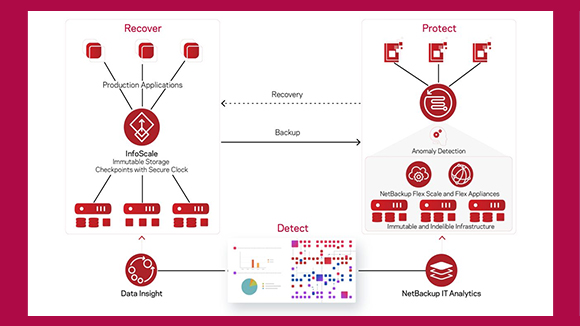 Recover
Protect
Production Applications
Recovery
Backup
InfoScale
Immutable Storage
Checkpoints with Secure Clock
Anomaly Detection
NetBackup Flex Scale and Flex Appliances
Immutable and Indelible Infrastructure
Detect
Data Insight
NetBackup IT Analytics